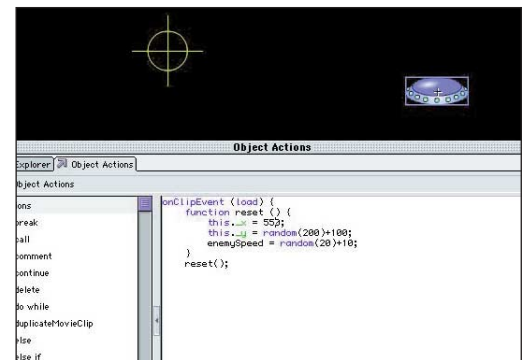 Object Actions
Explorer Object Actions
Object Actions
ons
break
call
comment
continue
delete
do while
duplicateMovieClip
else
else if
onClipEvent (load) {
function reset () {
this._x = 550;
this._y = random(200)+100;
enemySpeed = random(20)+10;
}
reset();